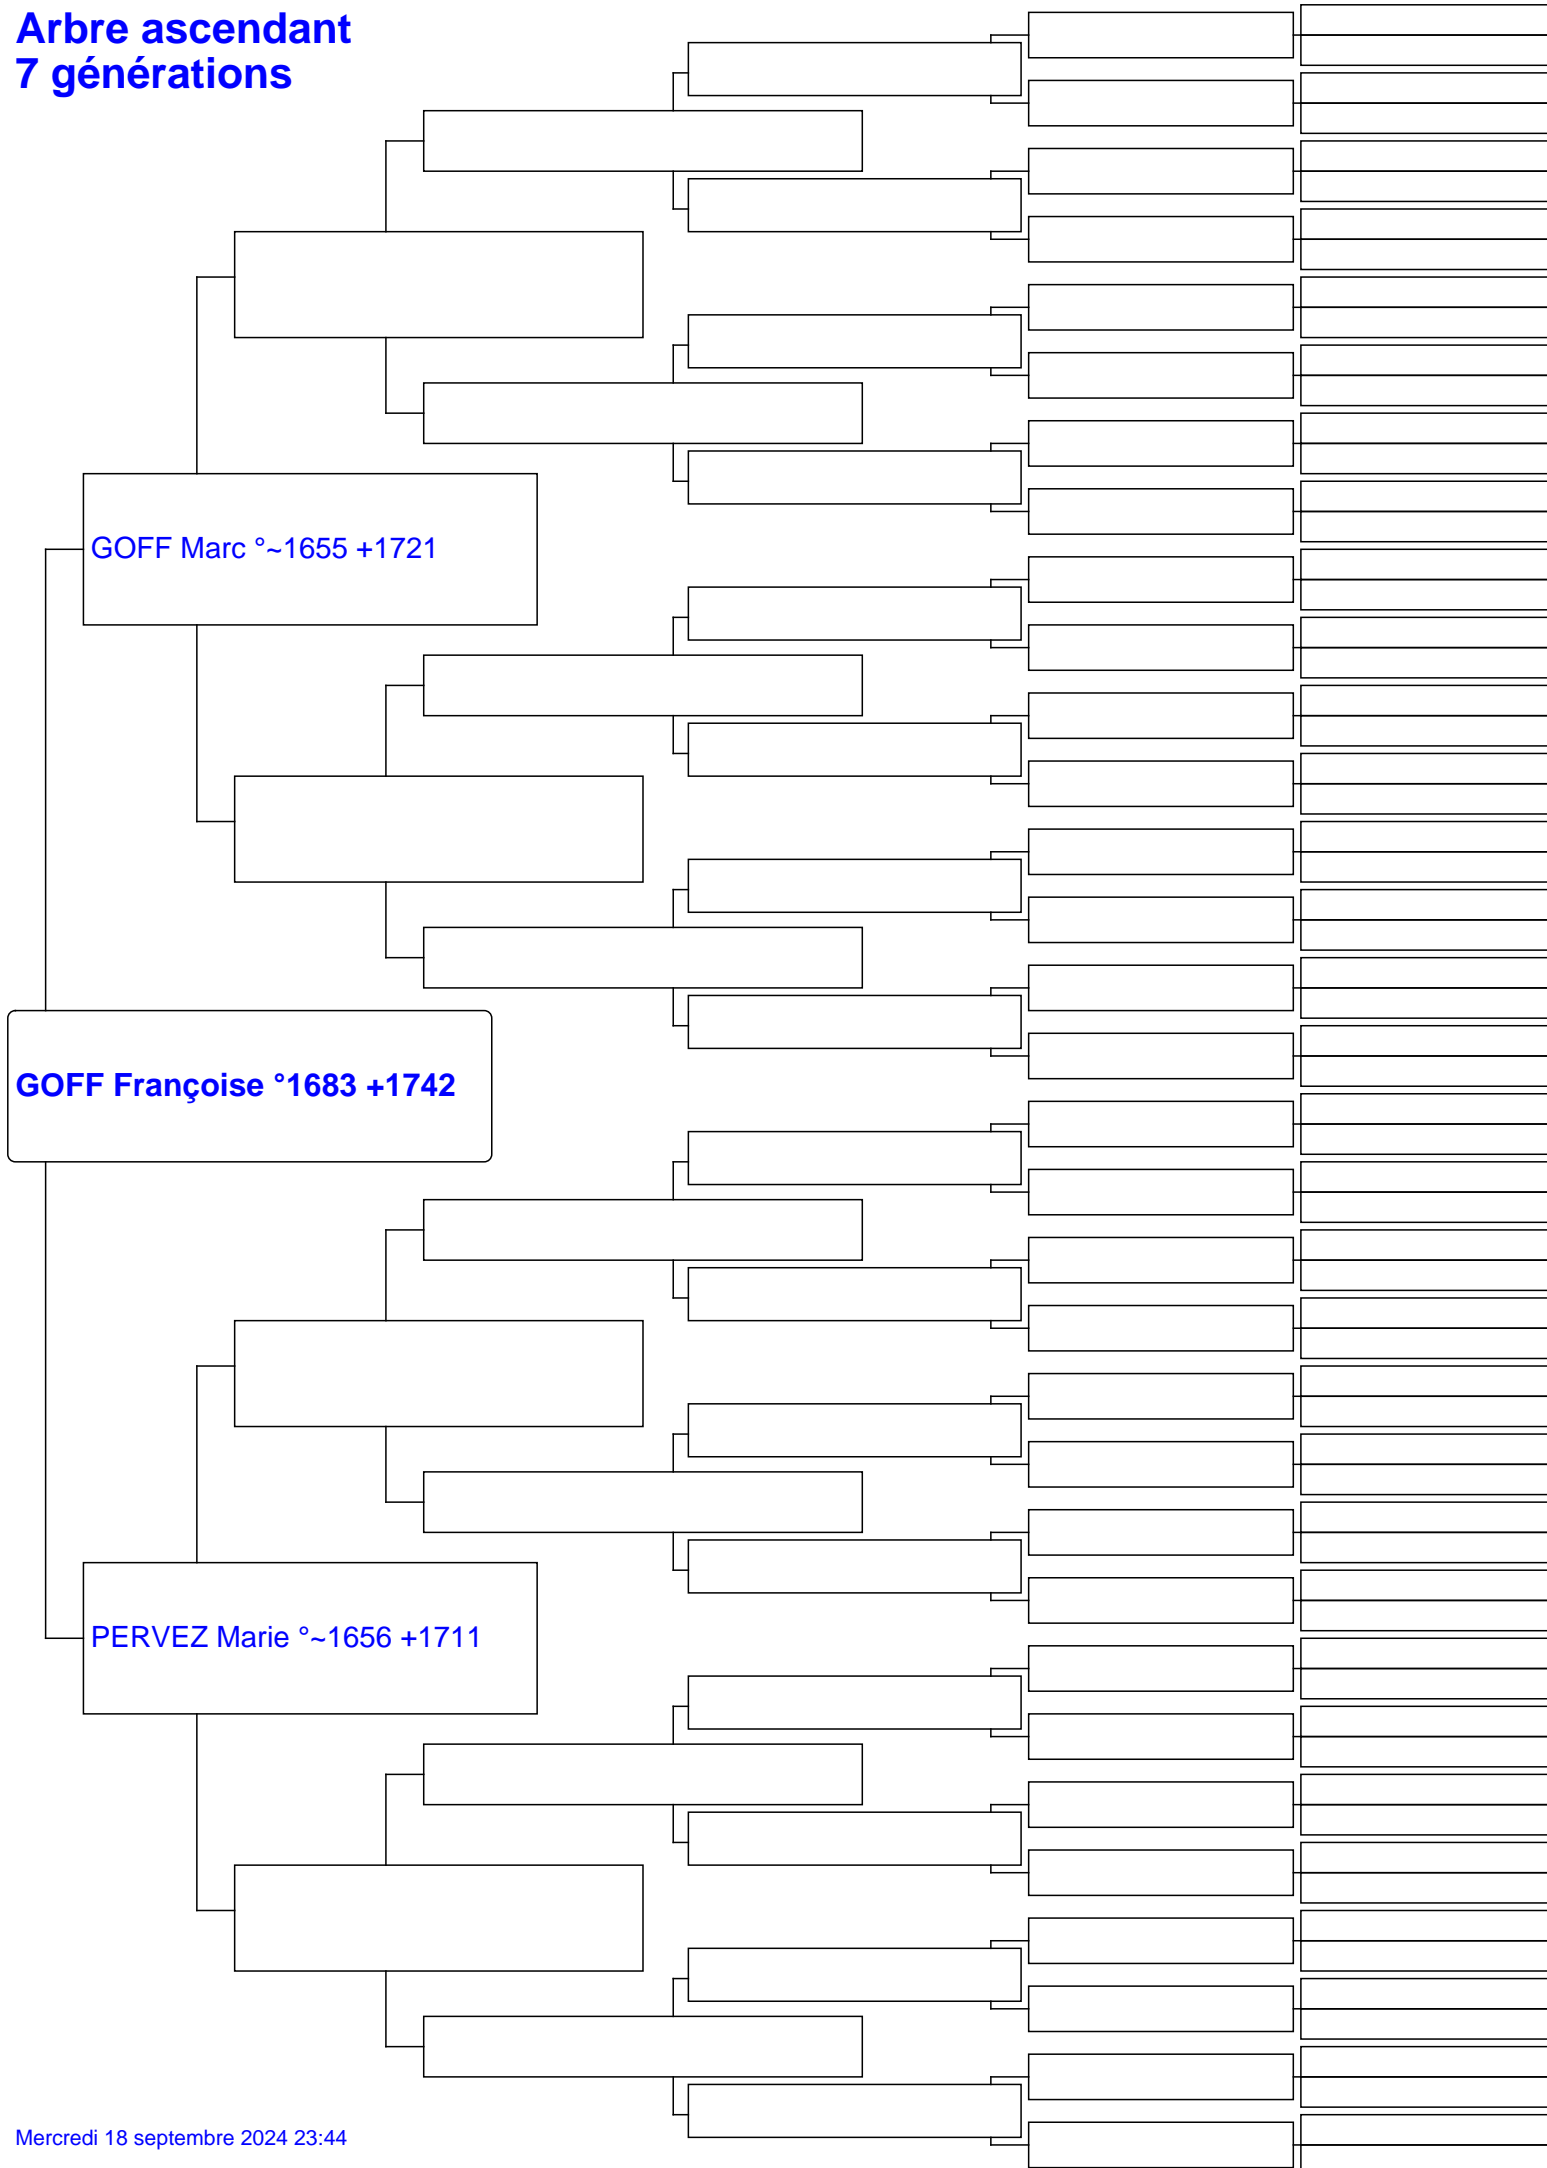 Arbre ascendant
7 générations
GOFF Marc °~1655 +1721
GOFF Françoise °1683 +1742
PERVEZ Marie °~1656 +1711
Mercredi 18 septembre 2024 23:44